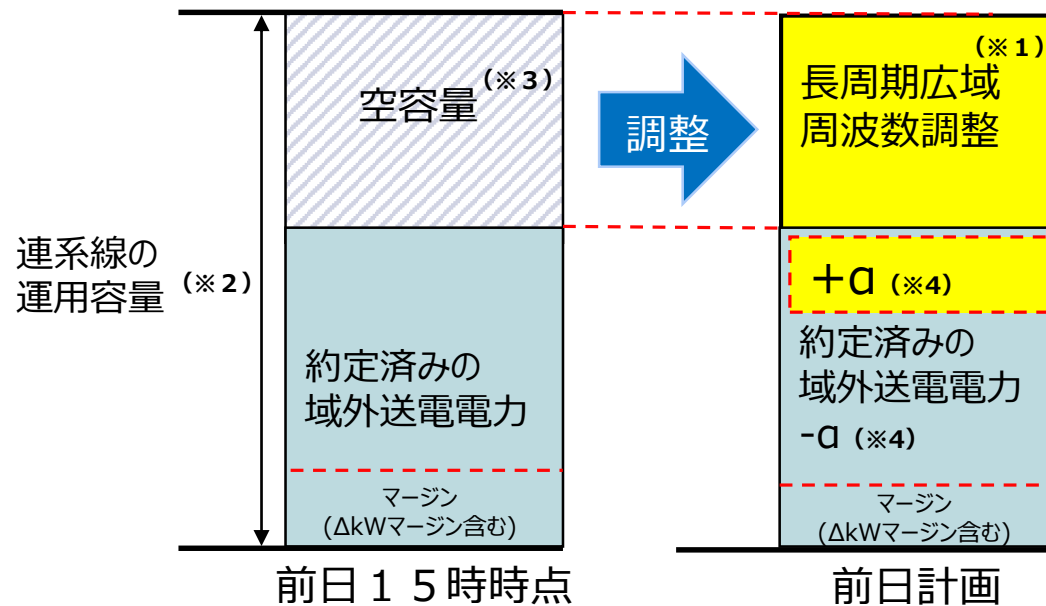 空容量(※3)
調整
(※1)
長周期広域
周波数調整
連系線の
運用容量 (※2)
+α (※4)
約定済みの
域外送電電力
約定済みの
域外送電電力
-α (※4)
マージン
(ΔkWマージン含む)
マージン
(ΔkWマージン含む)
前日15時時点
前日計画